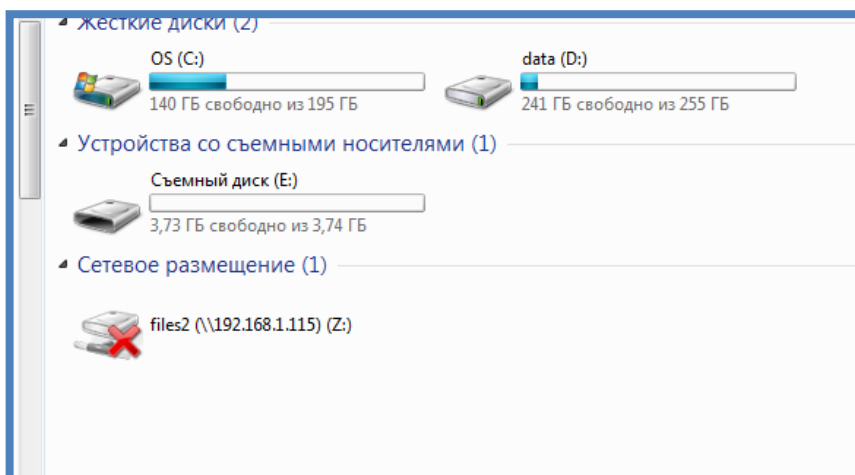 Жесткие диски (2)
OS (C:)
140 ГБ свободно из 195 ГБ
data (D:)
241 ГБ свободно из 255 ГБ
Устройства со съемными носителями (1)
Съемный диск (E:)
3,73 ГБ свободно из 3,74 ГБ
Сетевое размещение (1)
files2 (\\192.168.1.115) (Z:)